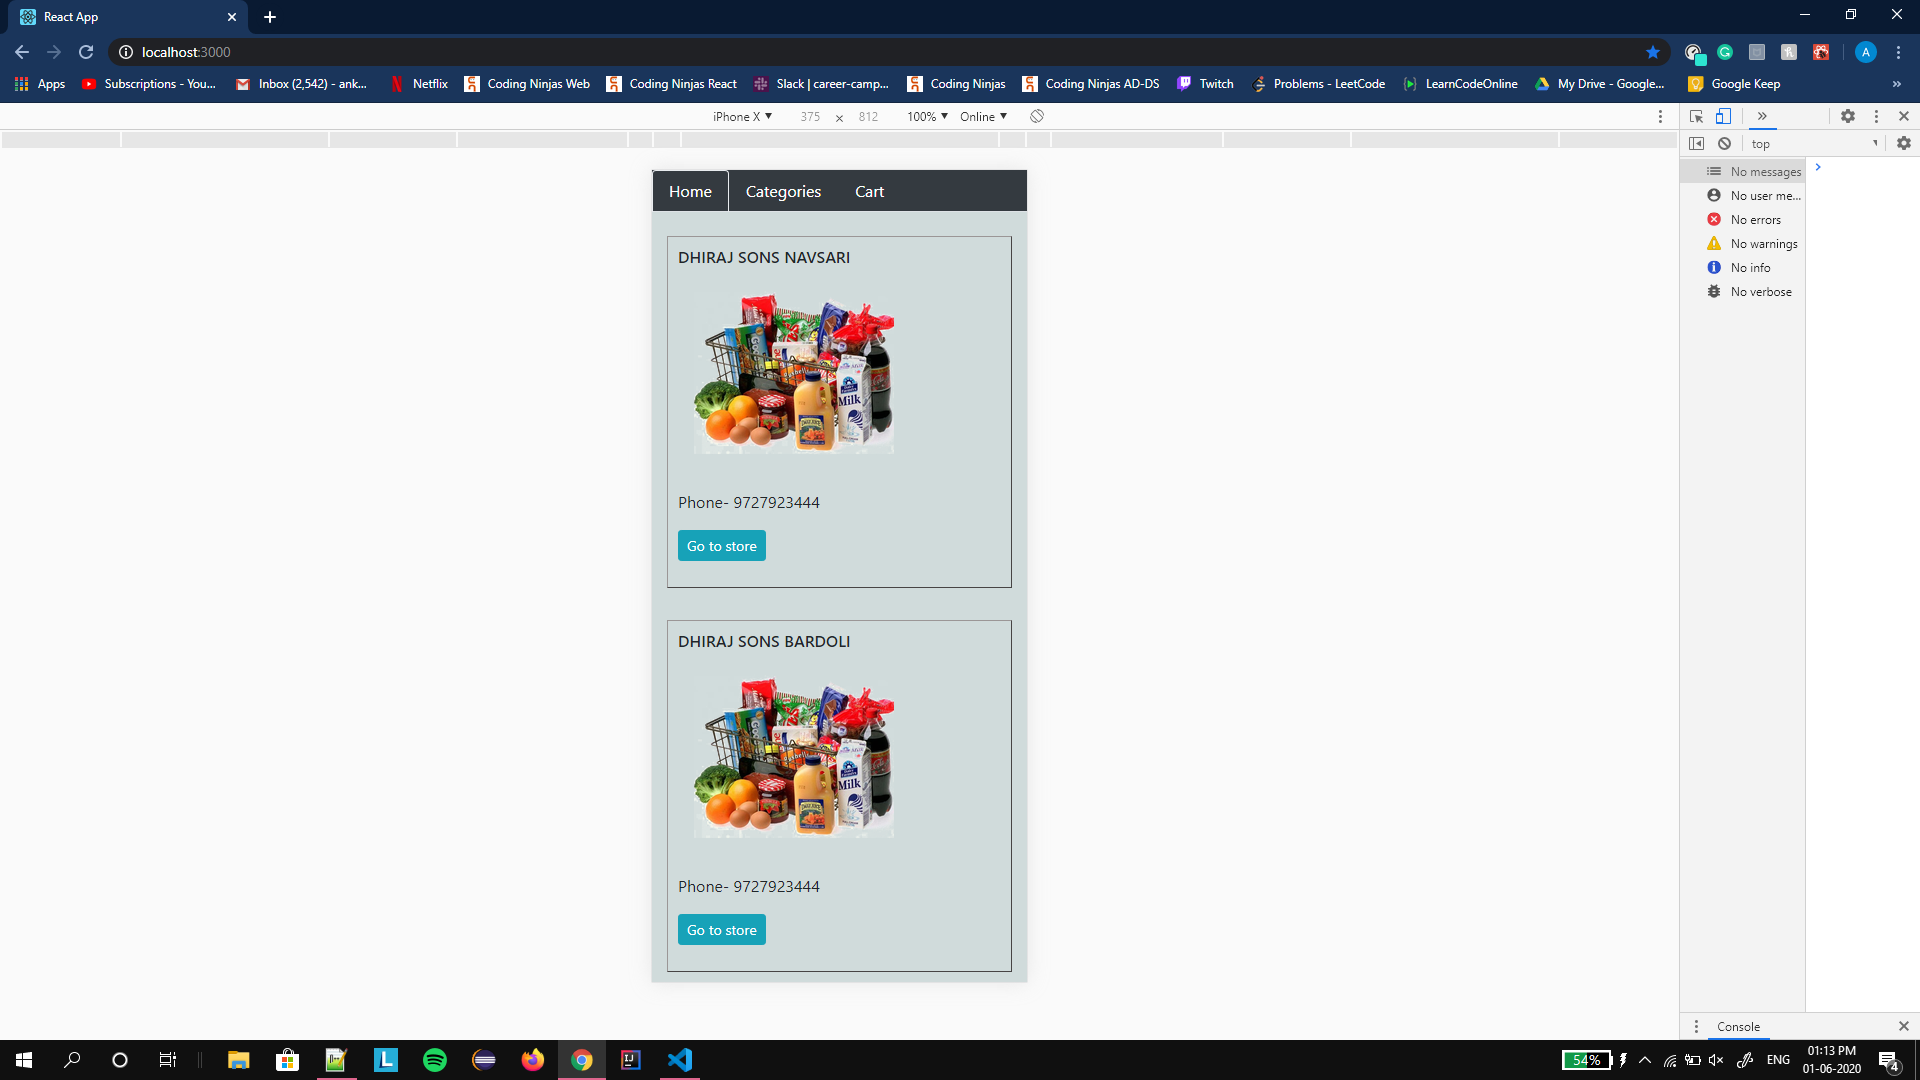 React App
localhost:3000
Apps
Subscriptions - You...
Inbox (2,542) - ank...
Netflix
Coding Ninjas Web
Coding Ninjas React
Slack | career-camp...
Coding Ninjas
Coding Ninjas AD-DS
Twitch
Problems - LeetCode
LearnCodeOnline
My Drive - Google...
Google Keep
»
iPhone X 375 × 812 100% Online
top
No messages
No user me...
No errors
No warnings
No info
No verbose
Home Categories Cart
DHIRAJ SONS NAVSARI
Milk
Phone- 9727923444
Go to store
DHIRAJ SONS BARDOLI
Milk
Phone- 9727923444
Go to store
Console
54%
ENG
01:13 PM
01-06-2020
4